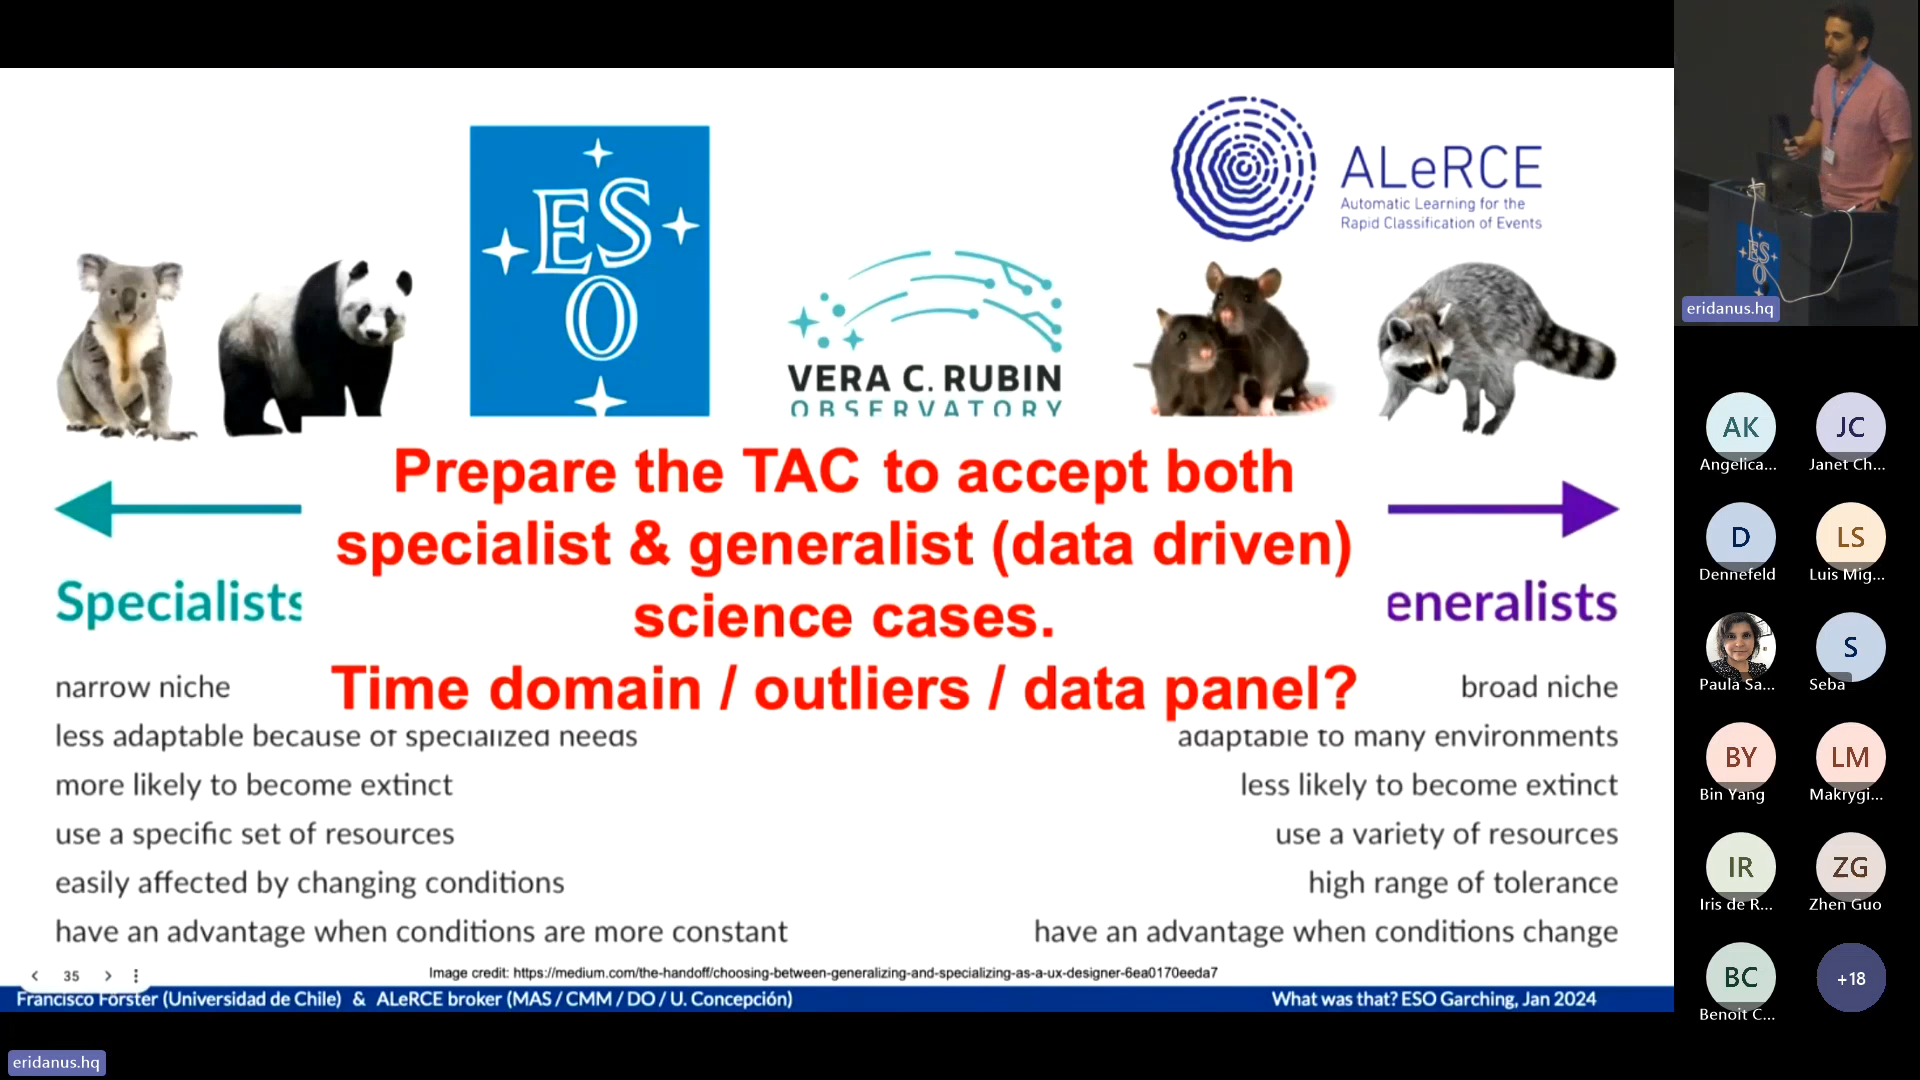 ESO
ALeRCE
Automatic Learning for the
Rapid Classification of Events
VERA C. RUBIN
OBSERVATORY
Prepare the TAC to accept both
specialist & generalist (data driven)
science cases.
Time domain / outliers / data panel?
Specialists
narrow niche
less adaptable because of specialized needs
more likely to become extinct
use a specific set of resources
easily affected by changing conditions
have an advantage when conditions are more constant
eneralists
broad niche
adaptable to many environments
less likely to become extinct
use a variety of resources
high range of tolerance
have an advantage when conditions change
Image credit: https://medium.com/the-handoff/choosing-between-generalizing-and-specializing-as-a-ux-designer-6ea0170eeda7
35
Francisco Förster (Universidad de Chile) & ALeRCE broker (MAS / CMM / DO / U. Concepción)
What was that? ESO Garching, Jan 2024
eridanus.hq
ESO
eridanus.hq
AK
Angelica...
JC
Janet Ch...
D
Dennefeld
LS
Luis Mig...
Paula Sa...
S
Seba
BY
Bin Yang
LM
Makrygi...
IR
Iris de R...
ZG
Zhen Guo
BC
Benoit C...
+18